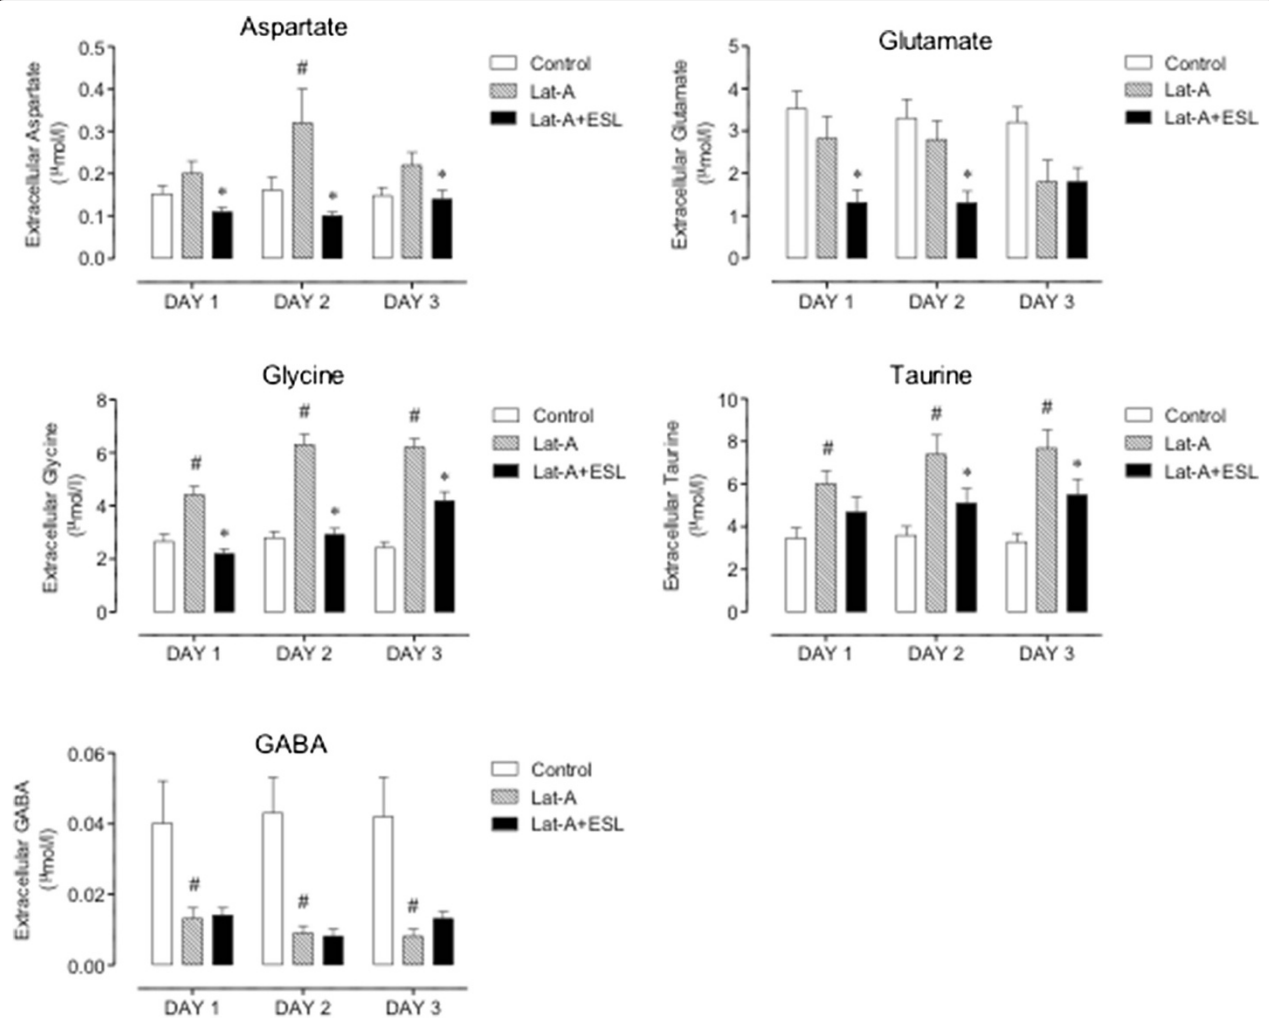 Aspartate
Extracellular Aspartate
(µmol/l)
0.5
0.4
0.3
0.2
0.1
0.0
#
*
*
*
Control
Lat-A
Lat-A+ESL
DAY 1
DAY 2
DAY 3
Glutamate
Extracellular Glutamate
(µmol/l)
5
4
3
2
1
0
*
*
Control
Lat-A
Lat-A+ESL
DAY 1
DAY 2
DAY 3
Glycine
Extracellular Glycine
(µmol/l)
8
6
4
2
0
#
#
#
*
*
*
Control
Lat-A
Lat-A+ESL
DAY 1
DAY 2
DAY 3
Taurine
Extracellular Taurine
(µmol/l)
10
8
6
4
2
0
#
#
#
*
*
Control
Lat-A
Lat-A+ESL
DAY 1
DAY 2
DAY 3
GABA
Extracellular GABA
(µmol/l)
0.06
0.04
0.02
0.00
#
#
#
Control
Lat-A
Lat-A+ESL
DAY 1
DAY 2
DAY 3